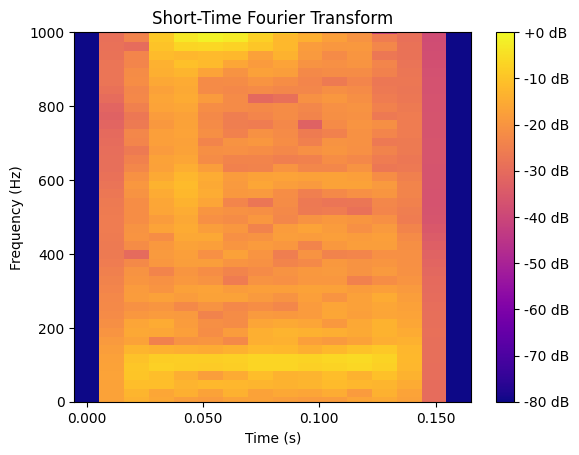 Short-Time Fourier Transform
1000
800
600
400
200
0
Frequency (Hz)
0.000
0.050
0.100
0.150
Time (s)
+0 dB
-10 dB
-20 dB
-30 dB
-40 dB
-50 dB
-60 dB
-70 dB
-80 dB